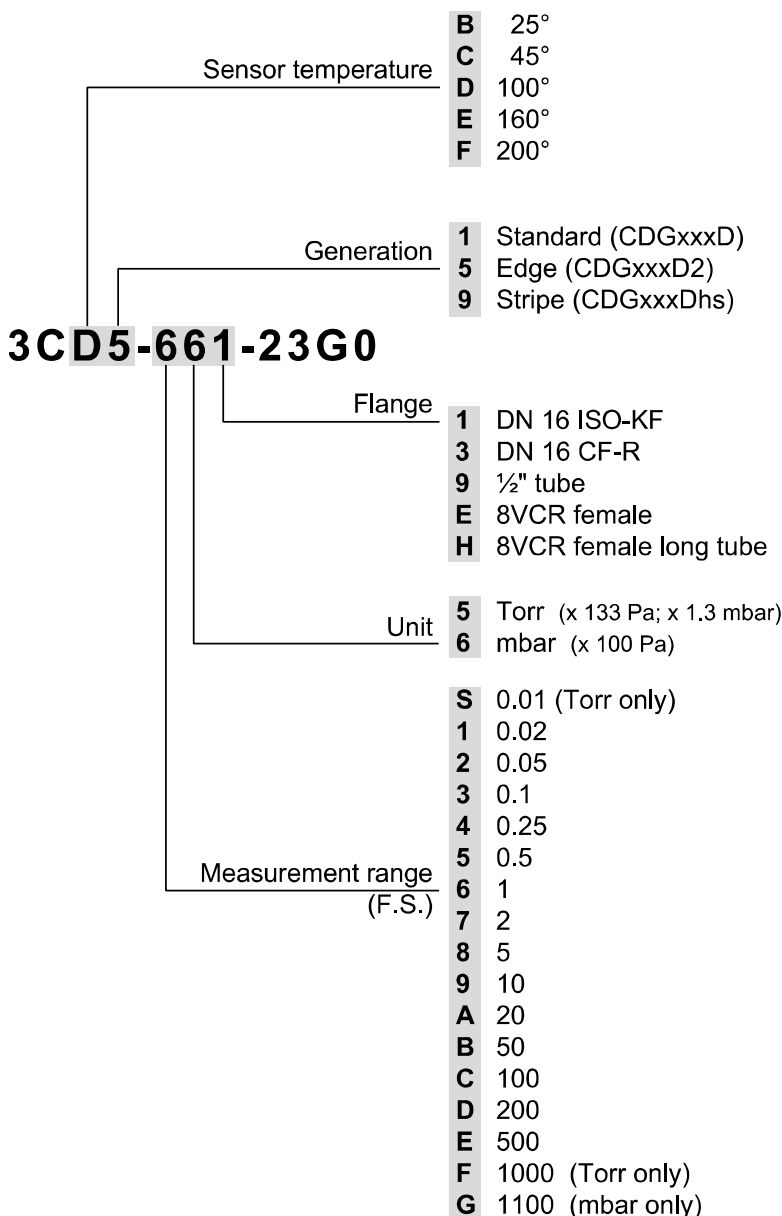 Sensor temperature
B 25°
C 45°
D 100°
E 160°
F 200°
Generation
1 Standard (CDGxxxD)
5 Edge (CDGxxxD2)
9 Stripe (CDGxxxDhs)
3CD5-661-23G0
Flange
1 DN 16 ISO-KF
3 DN 16 CF-R
9 ½" tube
E 8VCR female
H 8VCR female long tube
Unit
5 Torr (x 133 Pa; x 1.3 mbar)
6 mbar (x 100 Pa)
Measurement range
(F.S.)
S 0.01 (Torr only)
1 0.02
2 0.05
3 0.1
4 0.25
5 0.5
6 1
7 2
8 5
9 10
A 20
B 50
C 100
D 200
E 500
F 1000 (Torr only)
G 1100 (mbar only)